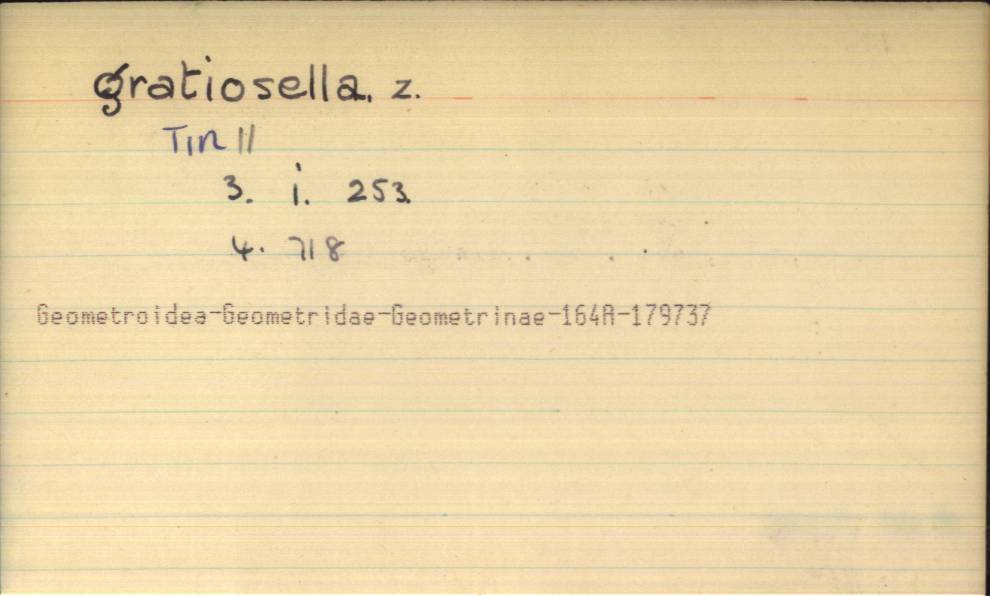 gratiosella. z.
Tin 11
3. i. 253.
4. 718
Geometroidea-Geometridae-Geometrinae-164A-179737